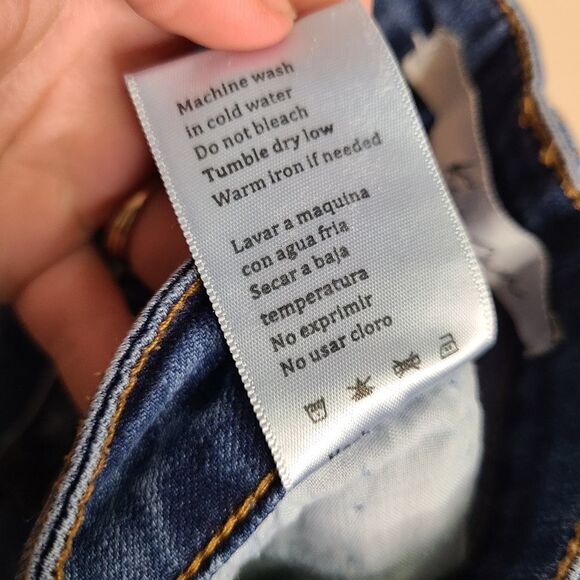 Machine wash
in cold water
Do not bleach
Tumble dry low
Warm iron if needed
Lavar a maquina
con agua fria
Secar a baja
temperatura
No exprimir
No usar cloro